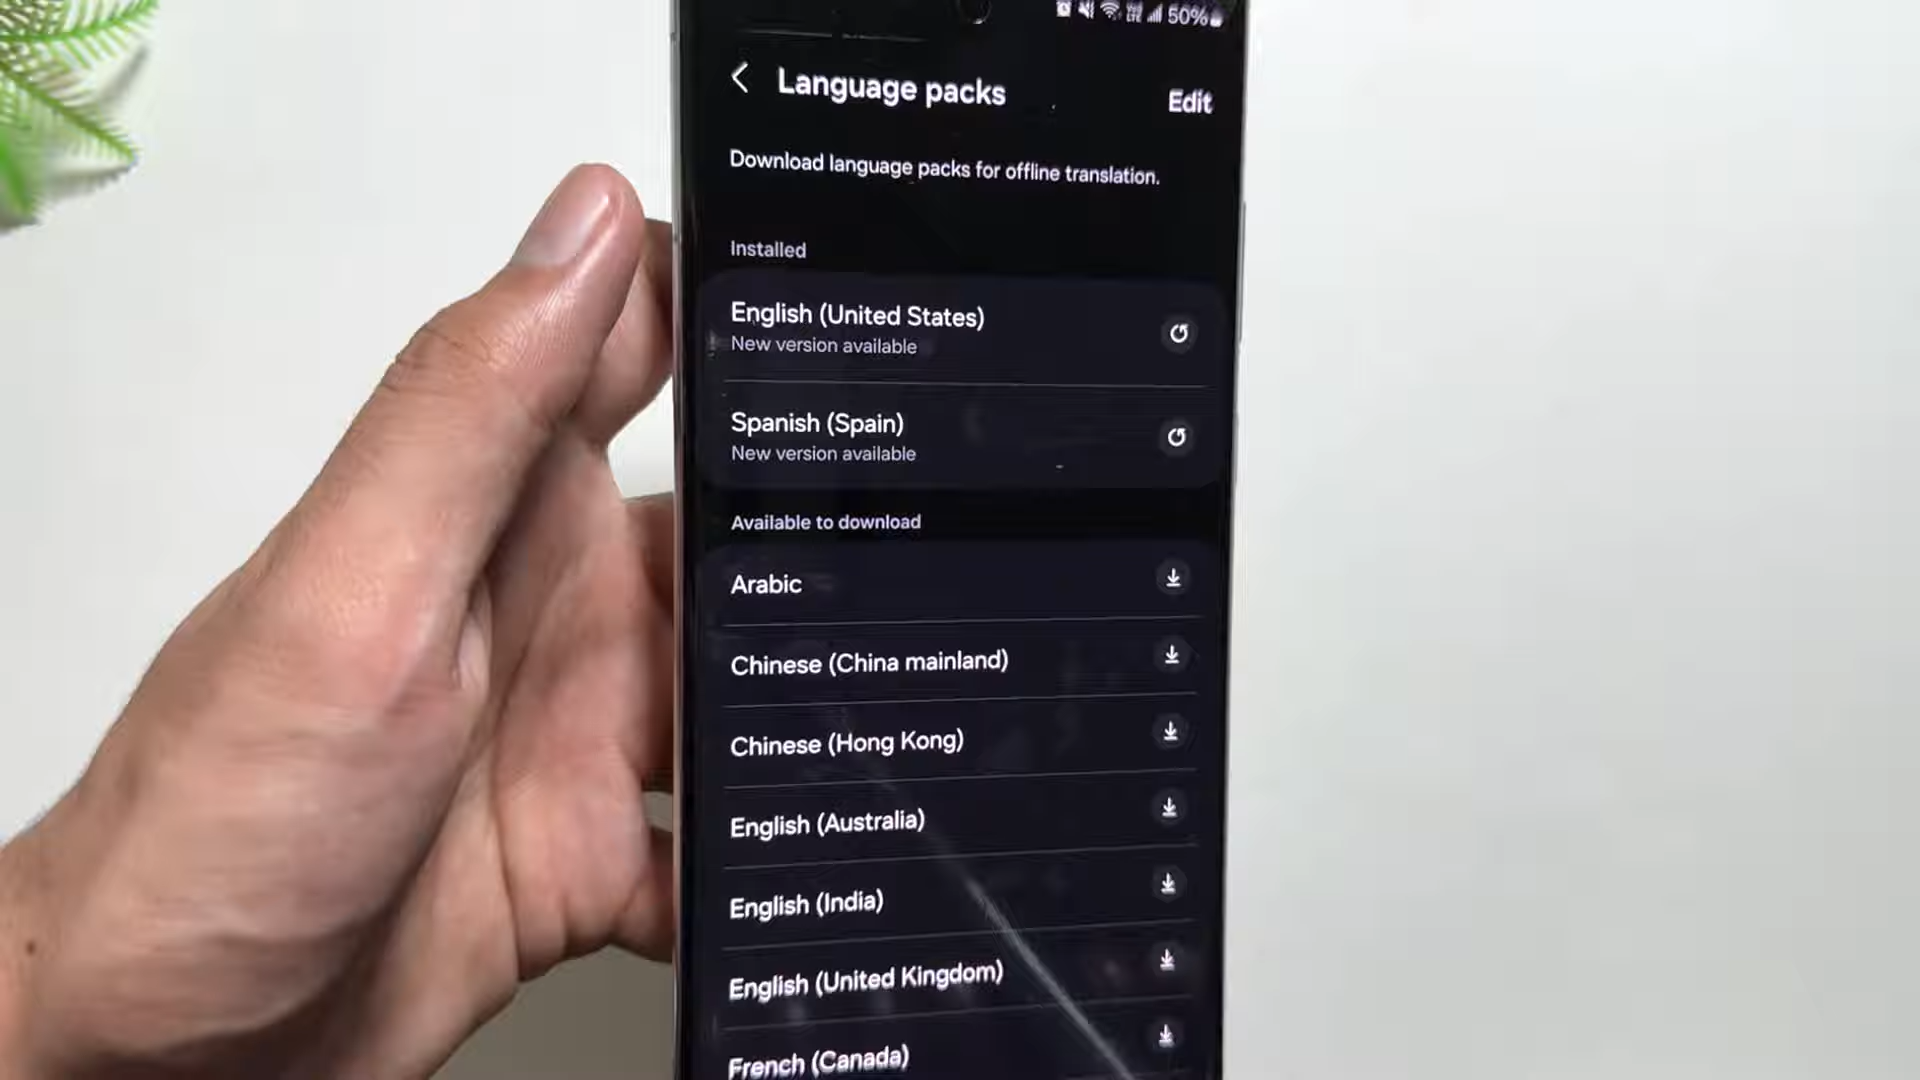 50%
Language packs
Edit
Download language packs for offline translation.
Installed
English (United States)
New version available
Spanish (Spain)
New version available
Available to download
Arabic
Chinese (China mainland)
Chinese (Hong Kong)
English (Australia)
English (India)
English (United Kingdom)
French (Canada)